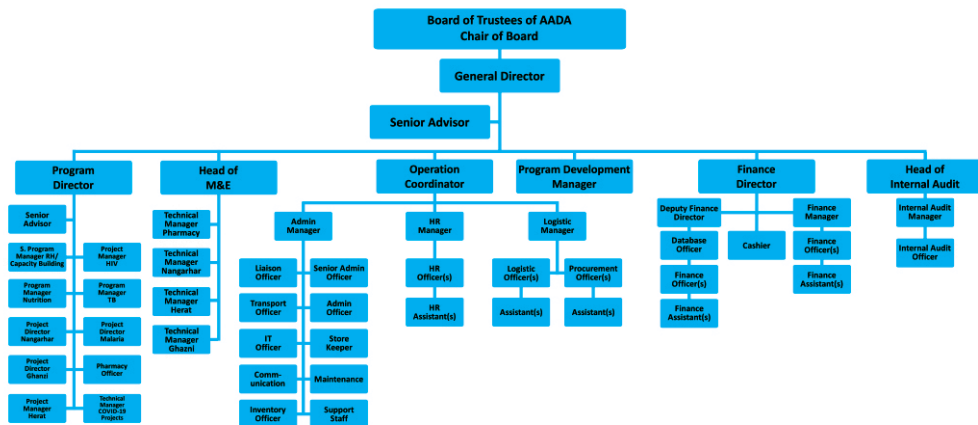 Board of Trustees of AADA
Chair of Board
General Director
Senior Advisor
Program
Director
Head of
M&E
Operation
Coordinator
Program Development
Manager
Finance
Director
Head of
Internal Audit
Senior
Advisor
S. Program
Manager RH/
Capacity Building
Project
Manager
HIV
Program
Manager
Nutrition
Program
Manager
TB
Project
Director
Nangarhar
Project
Director
Malaria
Project
Director
Ghanzi
Pharmacy
Officer
Project
Manager
Herat
Technical
Manager
COVID-19
Projects
Technical
Manager
Pharmacy
Technical
Manager
Nangarhar
Technical
Manager
Herat
Technical
Manager
Ghazni
Admin
Manager
Liaison
Officer
Senior Admin
Officer
Transport
Officer
Admin
Officer
IT
Officer
Store
Keeper
Comm-
unication
Maintenance
Inventory
Officer
Support
Staff
HR
Manager
HR
Officer(s)
HR
Assistant(s)
Logistic
Manager
Logistic
Officer(s)
Procurement
Officer(s)
Assistant(s)
Assistant(s)
Deputy Finance
Director
Database
Officer
Finance
Officer(s)
Finance
Assistant(s)
Cashier
Finance
Manager
Finance
Officer(s)
Finance
Assistant(s)
Internal Audit
Manager
Internal Audit
Officer